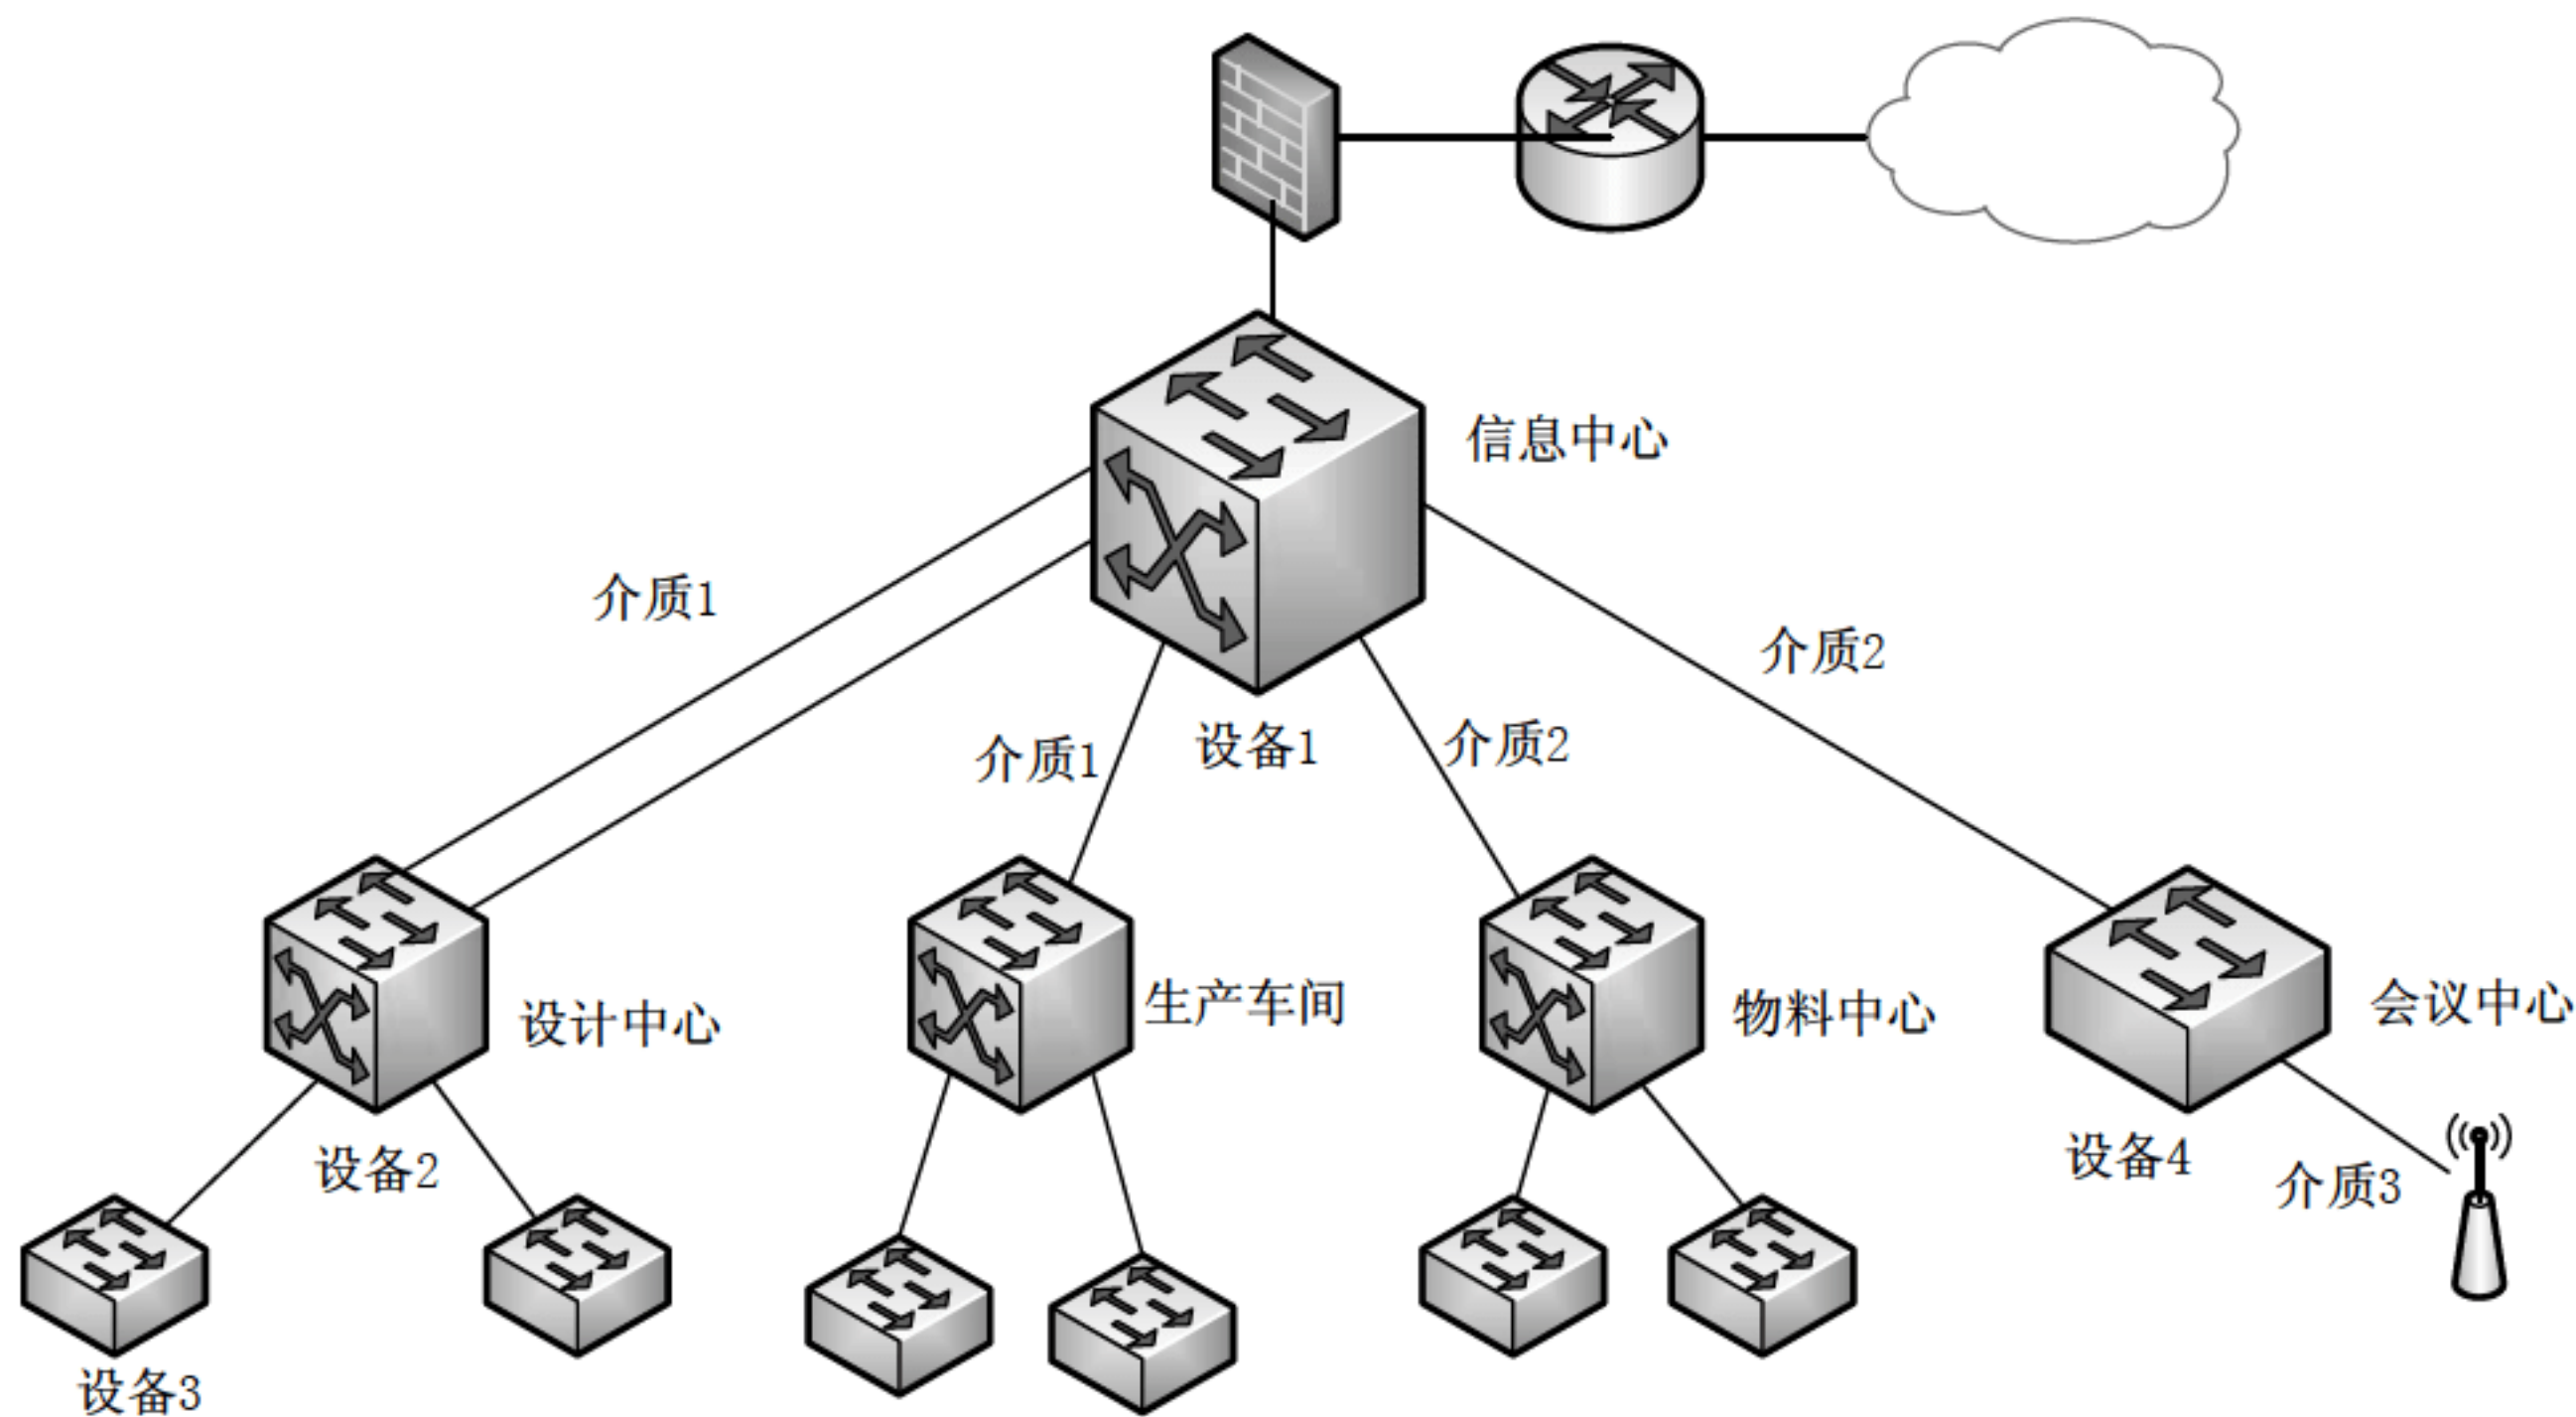 信息中心
介质1
介质2
介质1
设备1
介质2
设计中心
生产车间
物料中心
会议中心
设备2
设备4
介质3
设备3